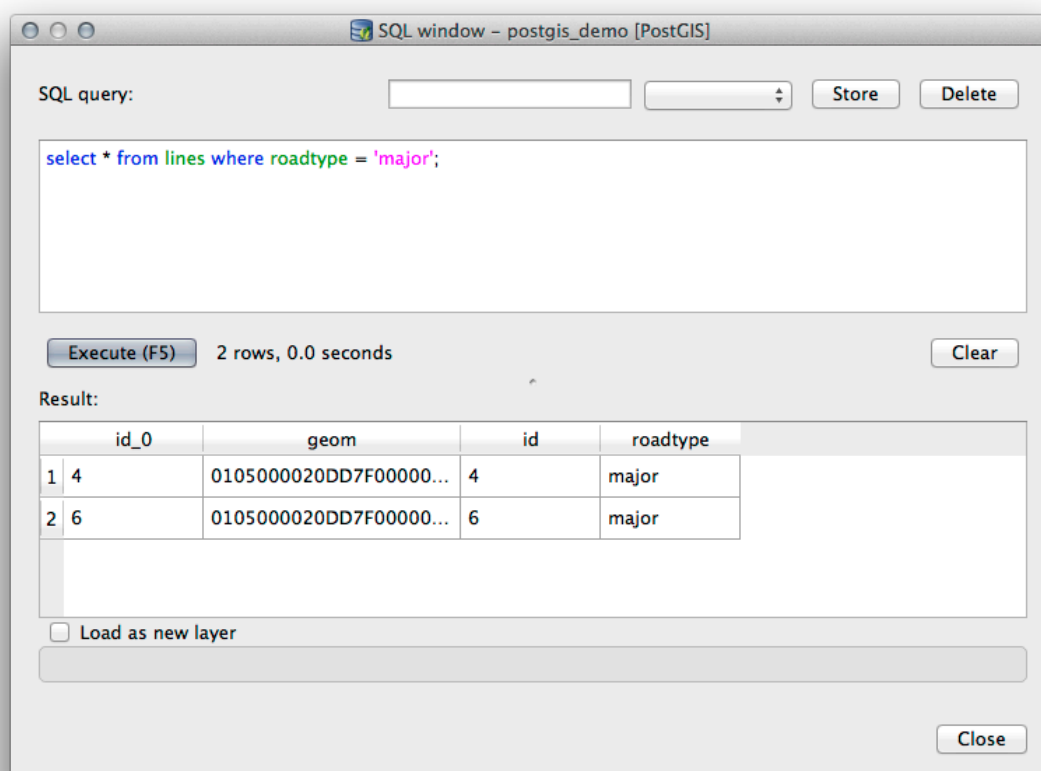 SQL window – postgis_demo [PostGIS]
SQL query: Store Delete
select * from lines where roadtype = 'major';
Execute (F5) 2 rows, 0.0 seconds Clear
Result:
id_0 geom id roadtype
1 4 0105000020DD7F00000... 4 major
2 6 0105000020DD7F00000... 6 major
Load as new layer
Close